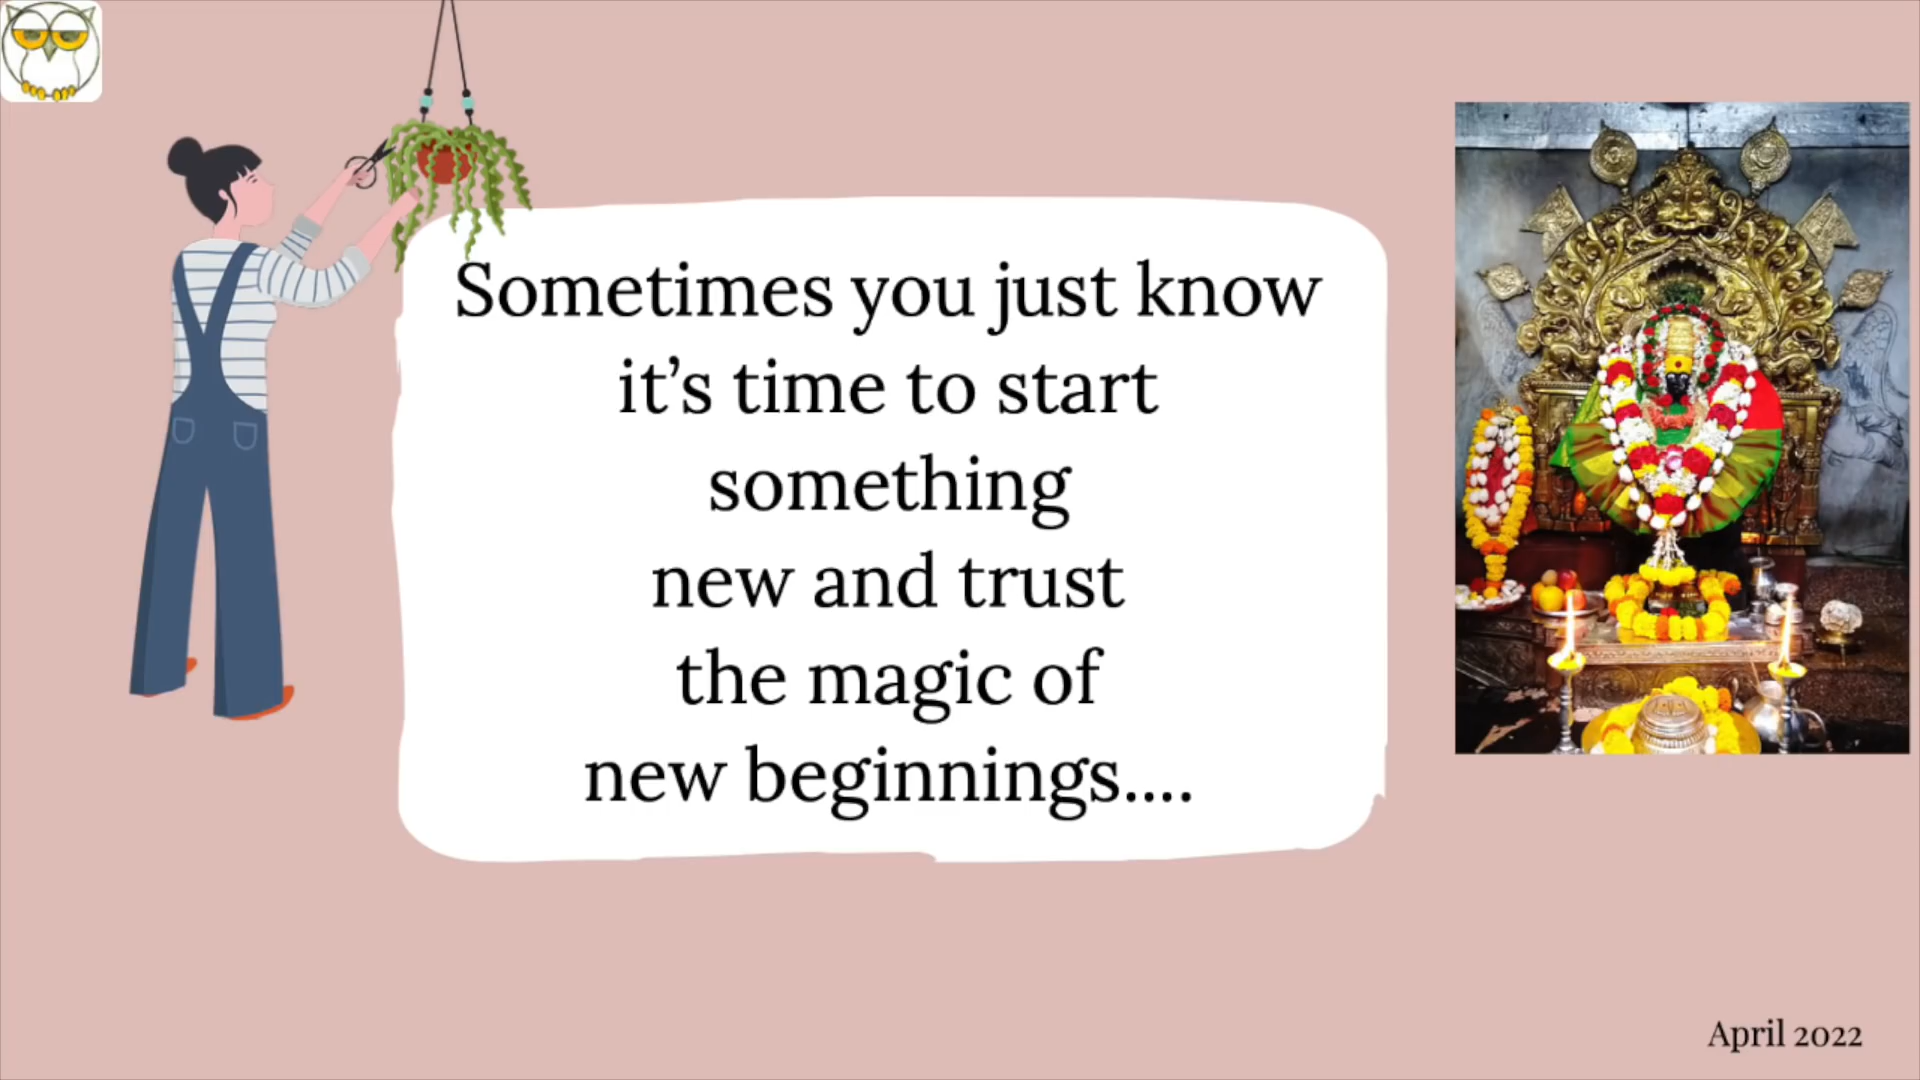 Sometimes you just know
it’s time to start
something
new and trust
the magic of
new beginnings....
April 2022